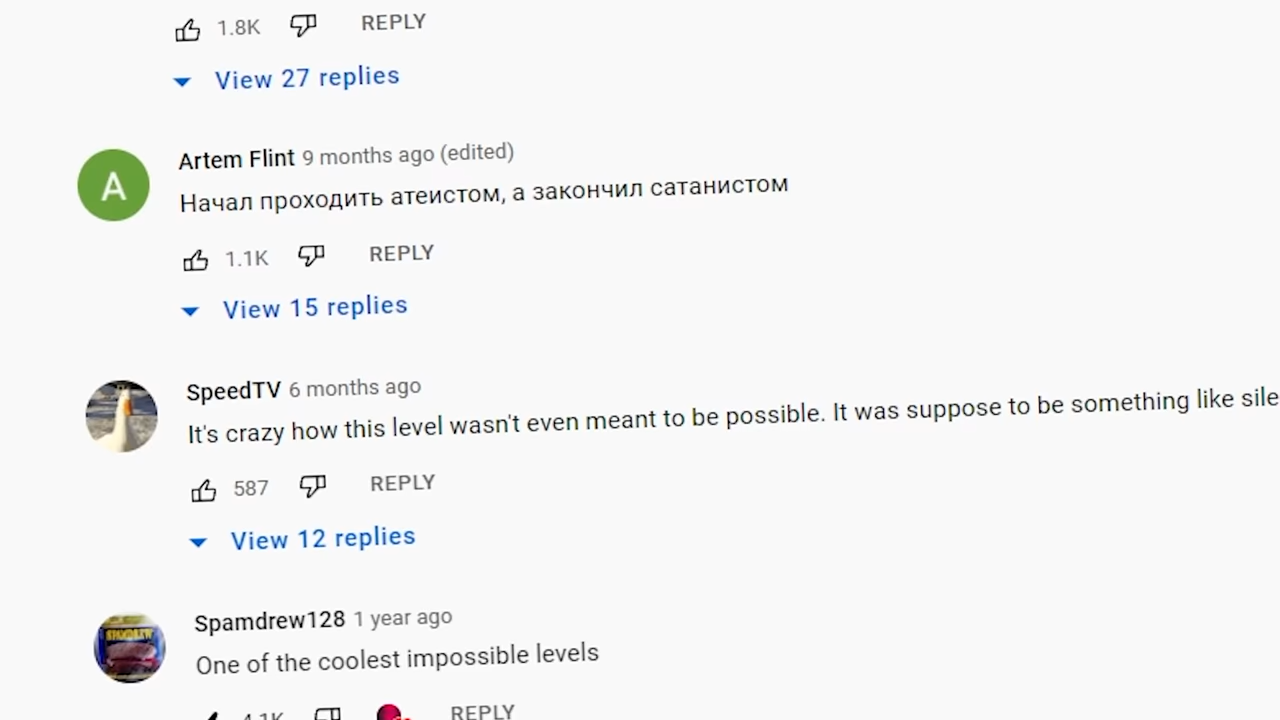 1.8K REPLY
View 27 replies
Artem Flint 9 months ago (edited)
A
Начал проходить атеистом, а закончил сатанистом
1.1K REPLY
View 15 replies
SpeedTV 6 months ago
It's crazy how this level wasn't even meant to be possible. It was suppose to be something like
587 REPLY
View 12 replies
Spamdrew128 1 year ago
SPAMDREW
One of the coolest impossible levels
4.1K REPLY